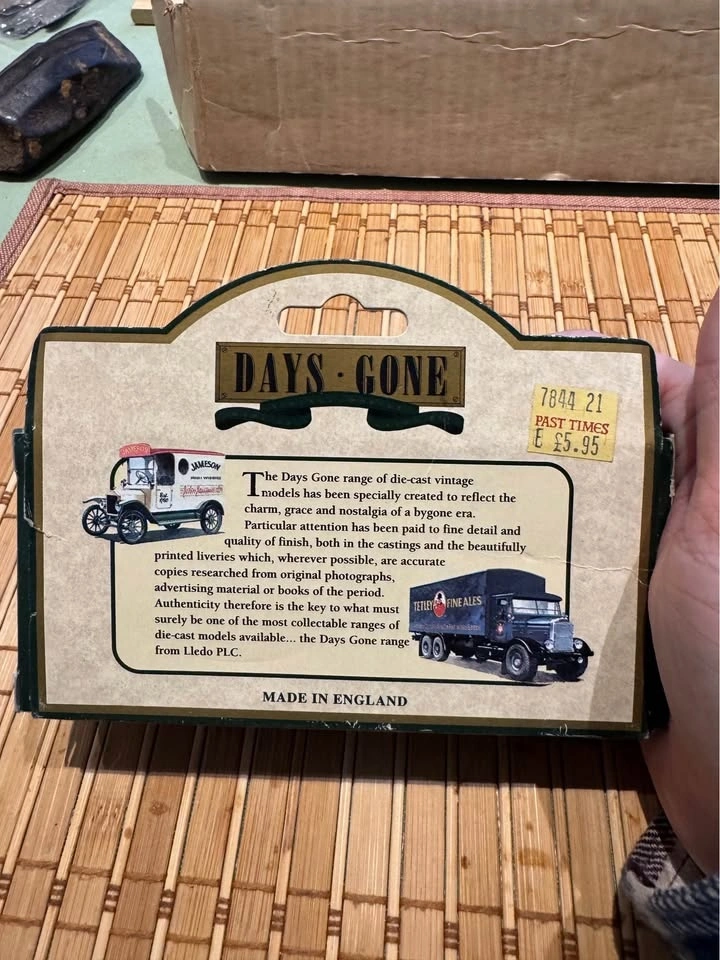 DAYS · GONE
7844 21
PAST TIMES
E £5.95
JAMESON
The Days Gone range of die-cast vintage
models has been specially created to reflect the
charm, grace and nostalgia of a bygone era.
Particular attention has been paid to fine detail and
quality of finish, both in the castings and the beautifully
printed liveries which, wherever possible, are accurate
copies researched from original photographs,
advertising material or books of the period.
Authenticity therefore is the key to what must
surely be one of the most collectable ranges of
die-cast models available... the Days Gone range
from Lledo PLC.
TETLEY FINE ALES
MADE IN ENGLAND